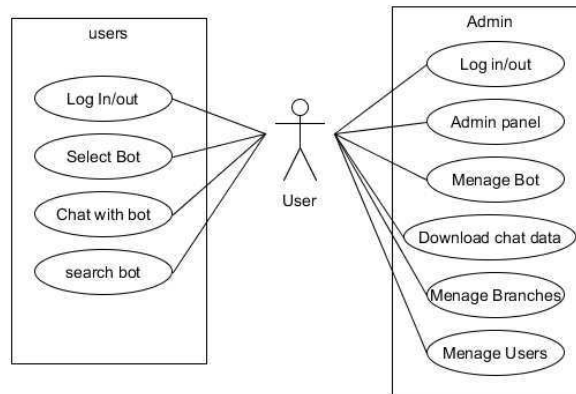 users
Log In/out
Select Bot
Chat with bot
search bot
User
Admin
Log in/out
Admin panel
Menage Bot
Download chat data
Menage Branches
Menage Users